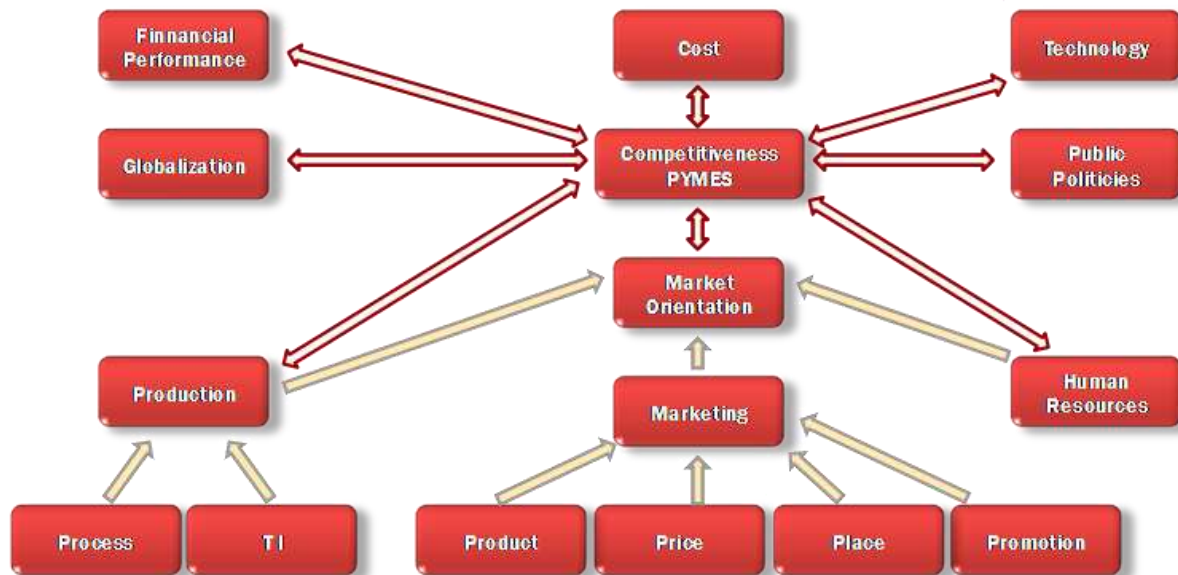 Finnancial
Performance
Cost
Technology
Globalization
Competitiveness
PYMES
Public
Politicies
Market
Orientation
Production
Marketing
Human
Resources
Process
TI
Product
Price
Place
Promotion